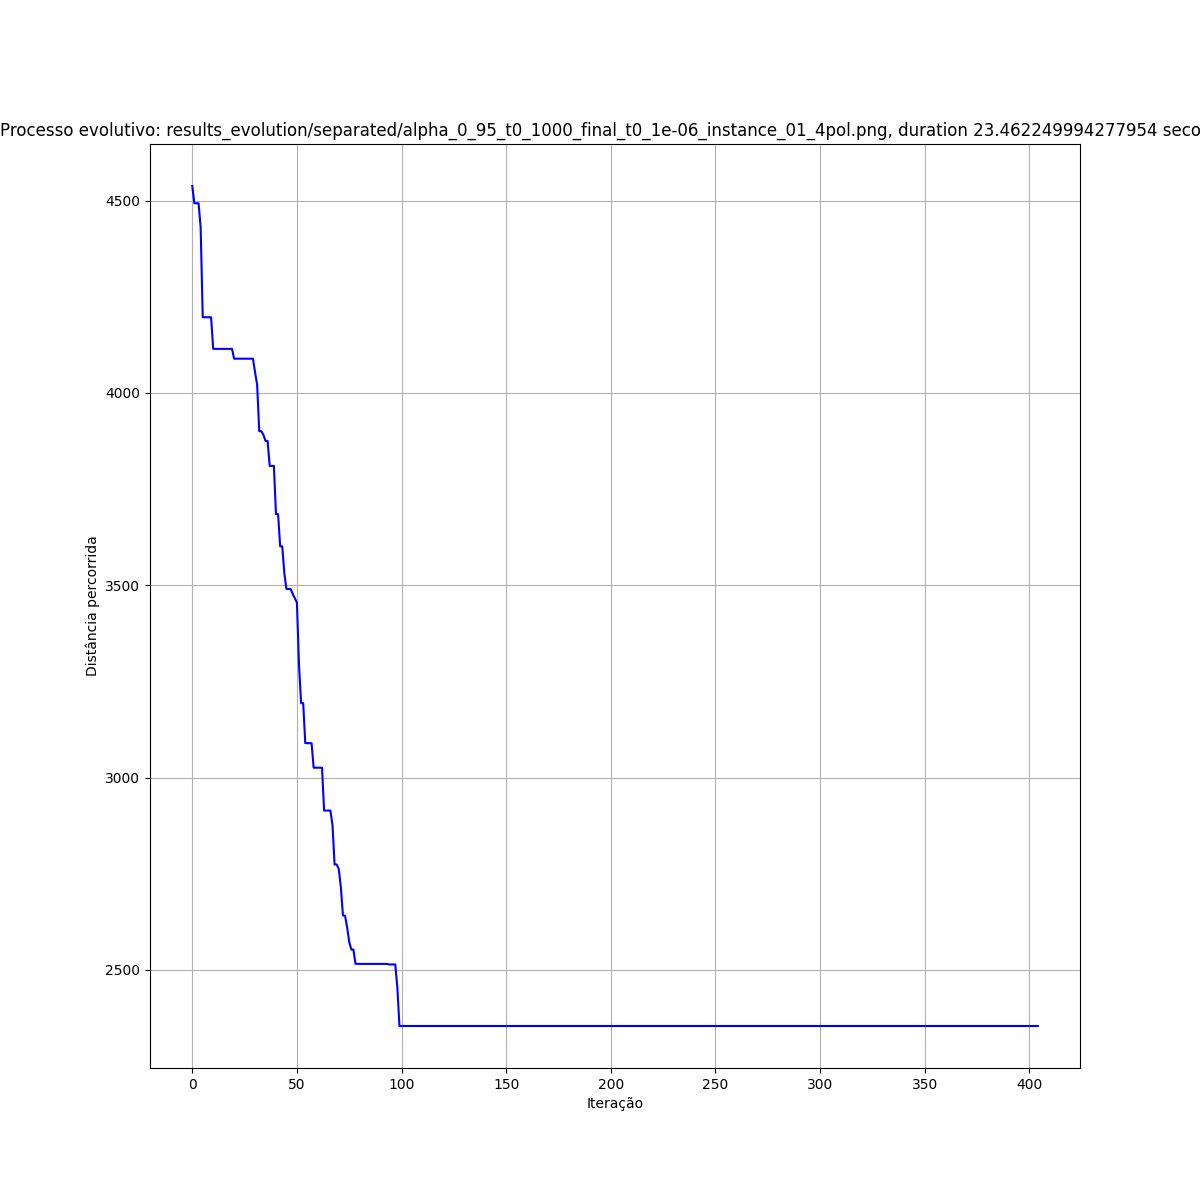 Processo evolutivo: results_evolution/separated/alpha_0_95_t0_1000_final_t0_1e-06_instance_01_4pol.png, duration 23.462249994277954 seco
4500
4000
3500
3000
2500
Distância percorrida
0 50 100 150 200 250 300 350 400
Iteração